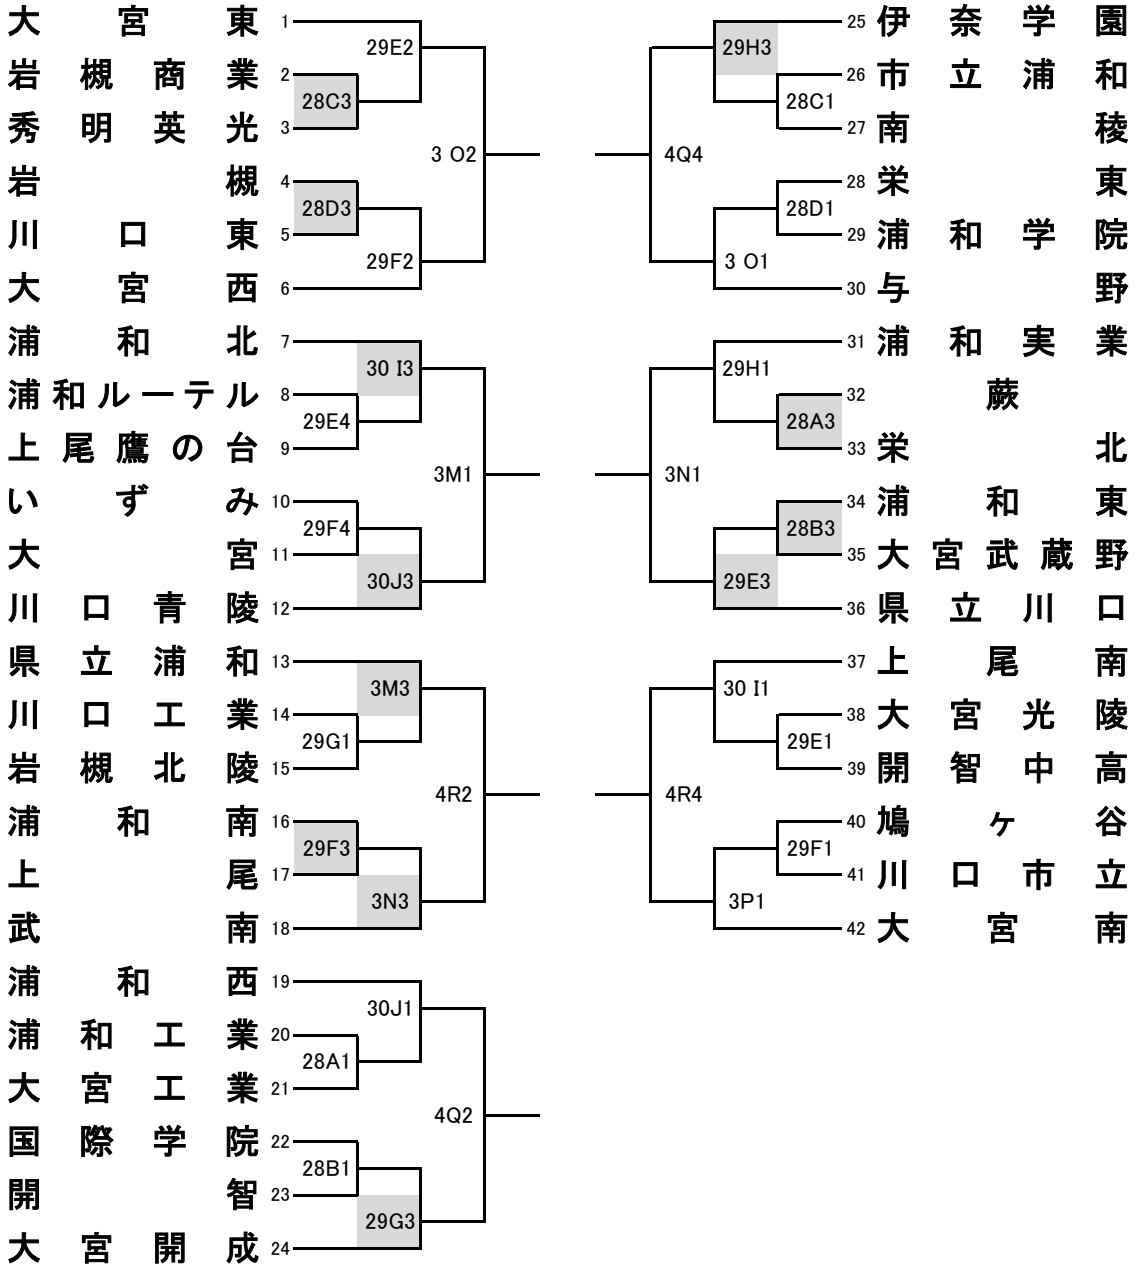 大宮東 1
29E2
岩槻商業 2
28C3
秀明英光 3
3 O2
岩槻 4
28D3
川口東 5
29F2
大宮西 6
浦和北 7
30 I3
浦和ルーテル 8
29E4
上尾鷹の台 9
3M1
いずみ 10
29F4
大宮 11
30J3
川口青陵 12
県立浦和 13
3M3
川口工業 14
29G1
岩槻北陵 15
4R2
浦和南 16
29F3
上尾 17
3N3
武南 18
浦和西 19
30J1
浦和工業 20
28A1
大宮工業 21
4Q2
国際学院 22
28B1
開智 23
29G3
大宮開成 24
25 伊奈学園
29H3
26 市立浦和
28C1
27 南稜
4Q4
28 栄東
28D1
29 浦和学院
3 O1
30 与野
31 浦和実業
29H1
32 蕨
28A3
33 栄北
3N1
34 浦和東
28B3
35 大宮武蔵野
29E3
36 県立川口
37 上尾南
30 I1
38 大宮光陵
29E1
39 開智中高
4R4
40 鳩ヶ谷
29F1
41 川口市立
3P1
42 大宮南